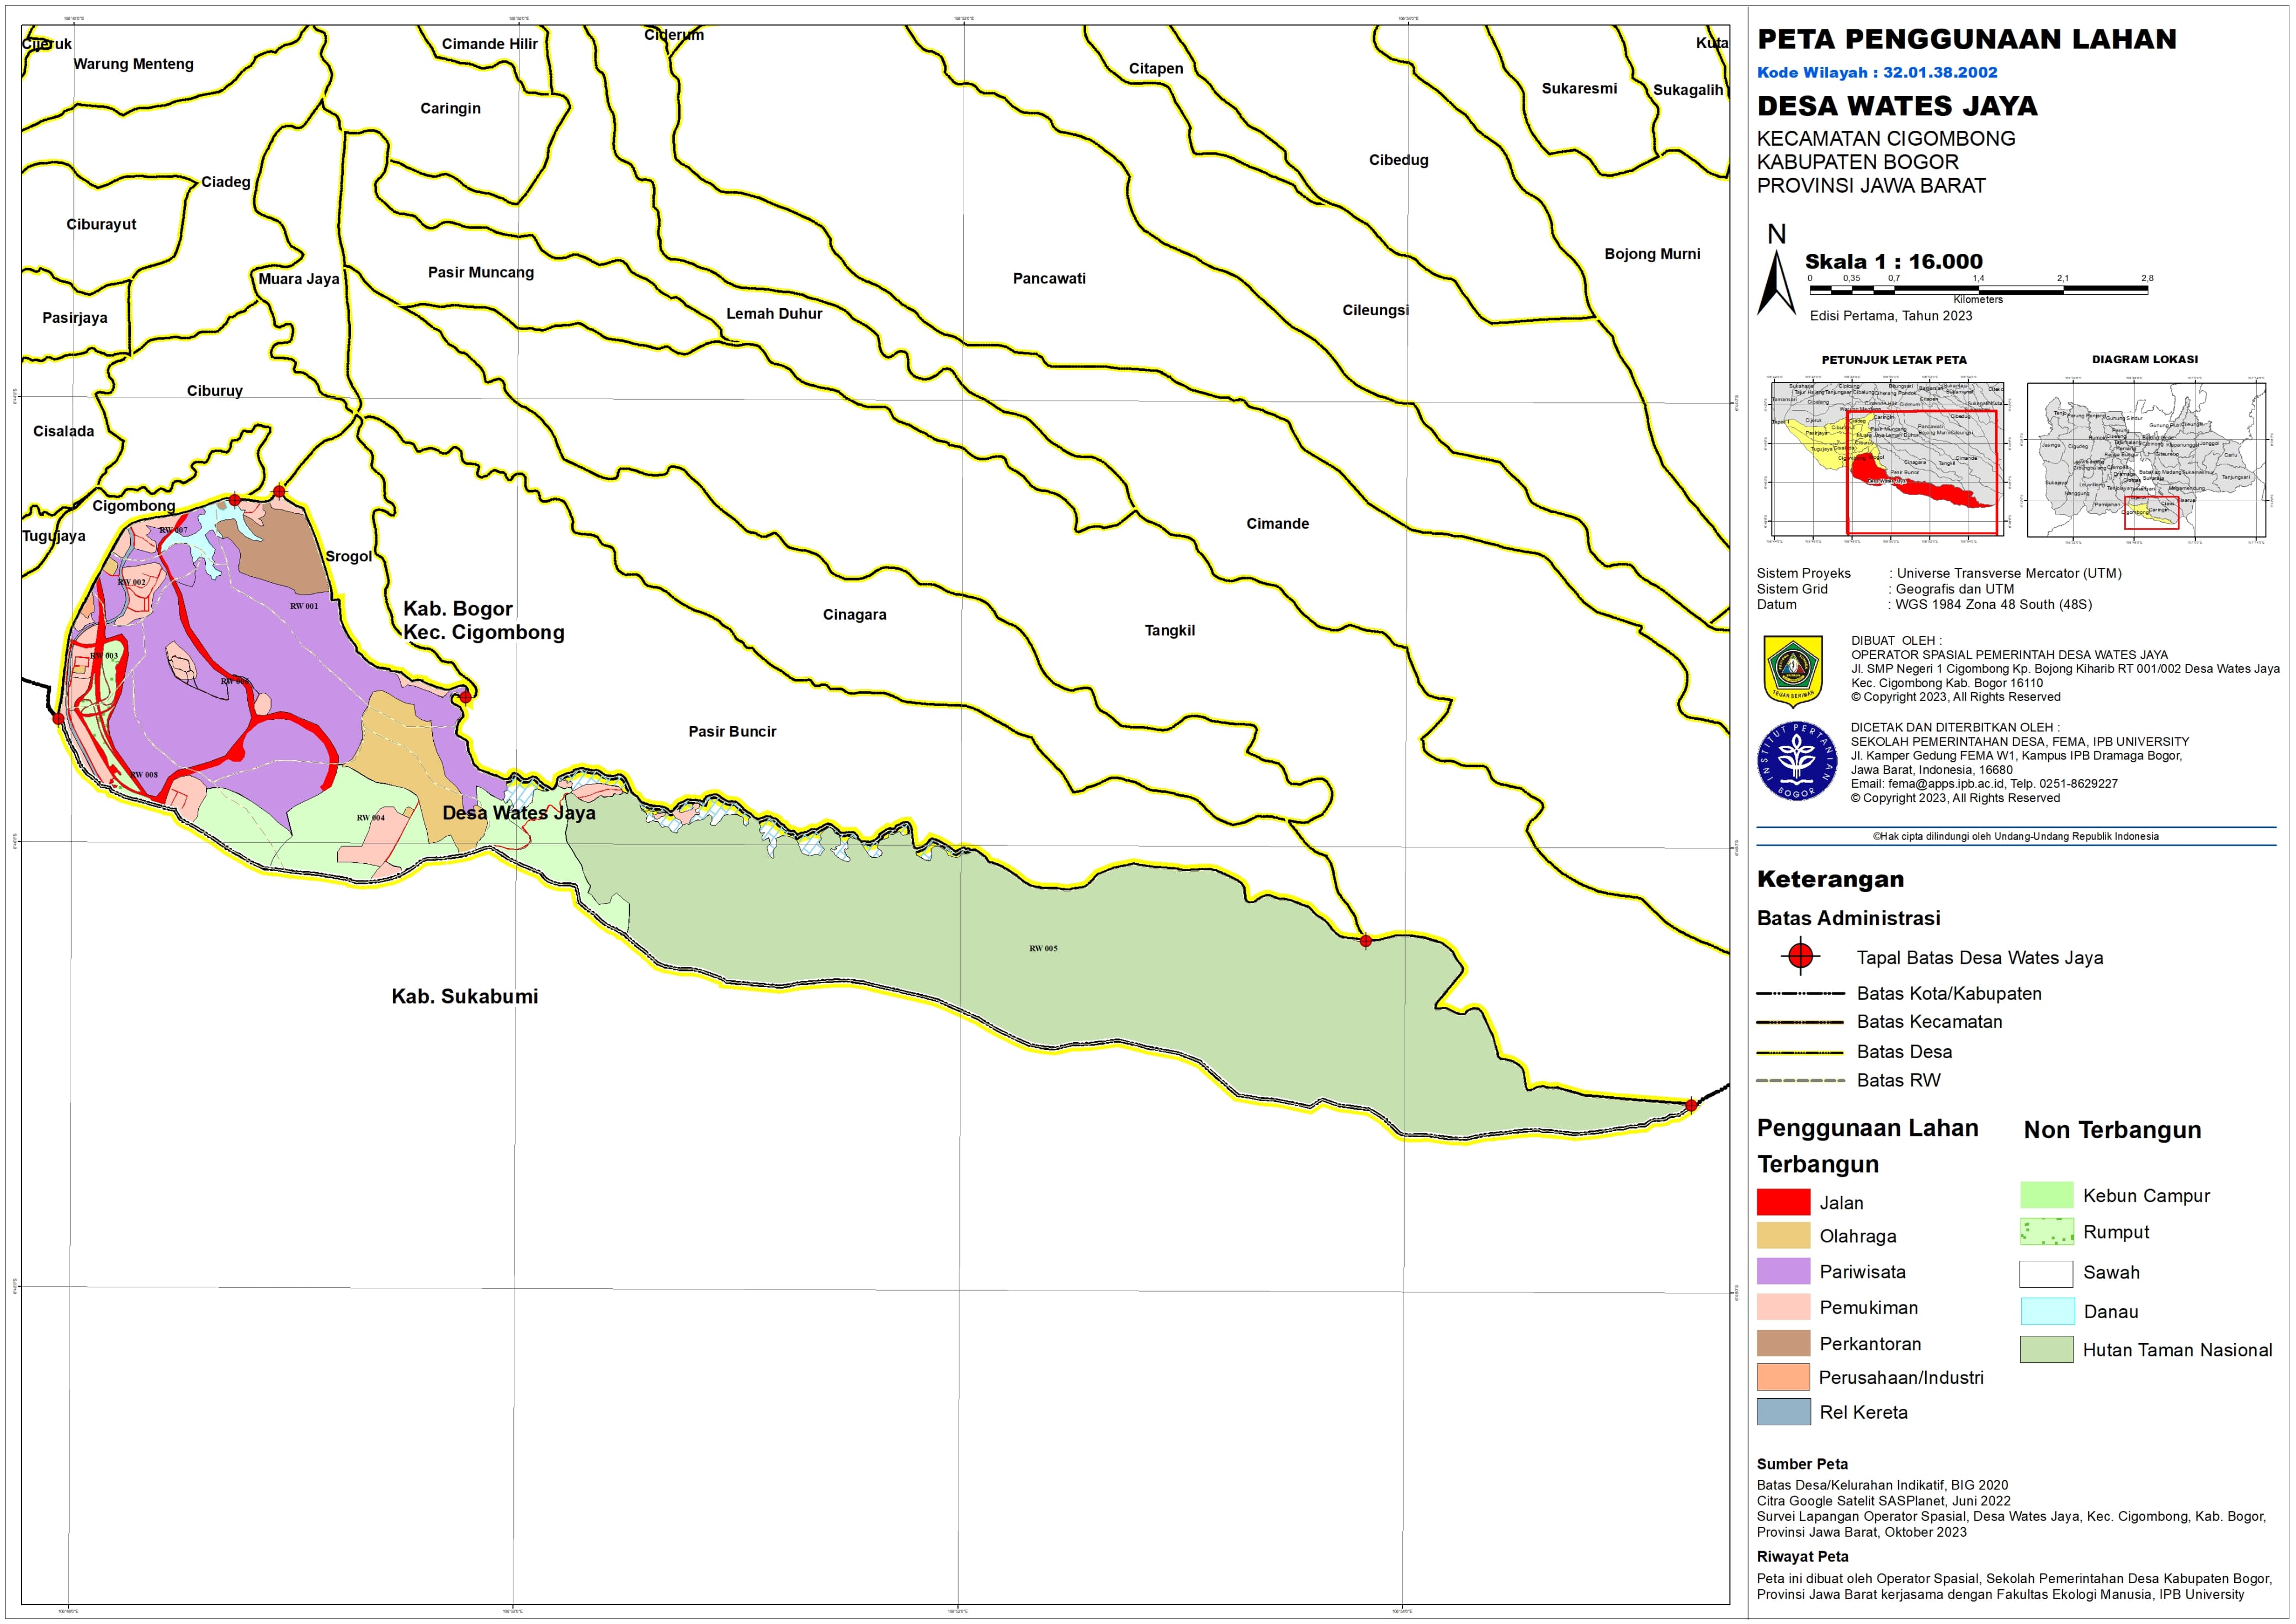 PETA PENGGUNAAN LAHAN
Kode Wilayah : 32.01.38.2002
DESA WATES JAYA
KECAMATAN CIGOMBONG
KABUPATEN BOGOR
PROVINSI JAWA BARAT
N
Skala 1 : 16.000
0 0,35 0,7 1,4 2,1 2,8
Kilometers
Edisi Pertama, Tahun 2023
PETUNJUK LETAK PETA
DIAGRAM LOKASI
Sistem Proyeks : Universe Transverse Mercator (UTM)
Sistem Grid : Geografis dan UTM
Datum : WGS 1984 Zona 48 South (48S)
TEGAR BERIMAN
DIBUAT OLEH :
OPERATOR SPASIAL PEMERINTAH DESA WATES JAYA
Jl. SMP Negeri 1 Cigombong Kp. Bojong Kiharib RT 001/002 Desa Wates Jaya
Kec. Cigombong Kab. Bogor 16110
© Copyright 2023, All Rights Reserved
INSTITUT PERTANIAN
BOGOR
DICETAK DAN DITERBITKAN OLEH :
SEKOLAH PEMERINTAHAN DESA, FEMA, IPB UNIVERSITY
Jl. Kamper Gedung FEMA W1, Kampus IPB Dramaga Bogor,
Jawa Barat, Indonesia, 16680
Email: fema@apps.ipb.ac.id, Telp. 0251-8629227
© Copyright 2023, All Rights Reserved
©Hak cipta dilindungi oleh Undang-Undang Republik Indonesia
Keterangan
Batas Administrasi
Tapal Batas Desa Wates Jaya
Batas Kota/Kabupaten
Batas Kecamatan
Batas Desa
Batas RW
Penggunaan Lahan
Terbangun
Jalan
Olahraga
Pariwisata
Pemukiman
Perkantoran
Perusahaan/Industri
Rel Kereta
Non Terbangun
Kebun Campur
Rumput
Sawah
Danau
Hutan Taman Nasional
Sumber Peta
Batas Desa/Kelurahan Indikatif, BIG 2020
Citra Google Satelit SASPlanet, Juni 2022
Survei Lapangan Operator Spasial, Desa Wates Jaya, Kec. Cigombong, Kab. Bogor,
Provinsi Jawa Barat, Oktober 2023
Riwayat Peta
Peta ini dibuat oleh Operator Spasial, Sekolah Pemerintahan Desa Kabupaten Bogor,
Provinsi Jawa Barat kerjasama dengan Fakultas Ekologi Manusia, IPB University
Cijeruk
Warung Menteng
Cimande Hilir
Ciderum
Kuta
Citapen
Sukaresmi
Sukagalih
Caringin
Cibedug
Ciadeg
Ciburayut
Bojong Murni
Muara Jaya
Pasir Muncang
Pancawati
Pasirjaya
Lemah Duhur
Cileungsi
Ciburuy
Cisalada
Cigombong
Cimande
Tugujaya
Srogol
Kab. Bogor
Kec. Cigombong
Cinagara
Tangkil
Pasir Buncir
Desa Wates Jaya
Kab. Sukabumi
RW 007
RW 002
RW 001
RW 003
RW 008
RW 004
RW 005